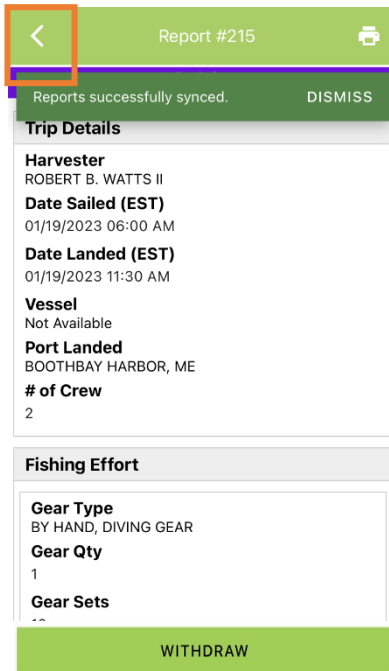 Report #215
Reports successfully synced. DISMISS
Trip Details
Harvester
ROBERT B. WATTS II
Date Sailed (EST)
01/19/2023 06:00 AM
Date Landed (EST)
01/19/2023 11:30 AM
Vessel
Not Available
Port Landed
BOOTHBAY HARBOR, ME
# of Crew
2
Fishing Effort
Gear Type
BY HAND, DIVING GEAR
Gear Qty
1
Gear Sets
WITHDRAW